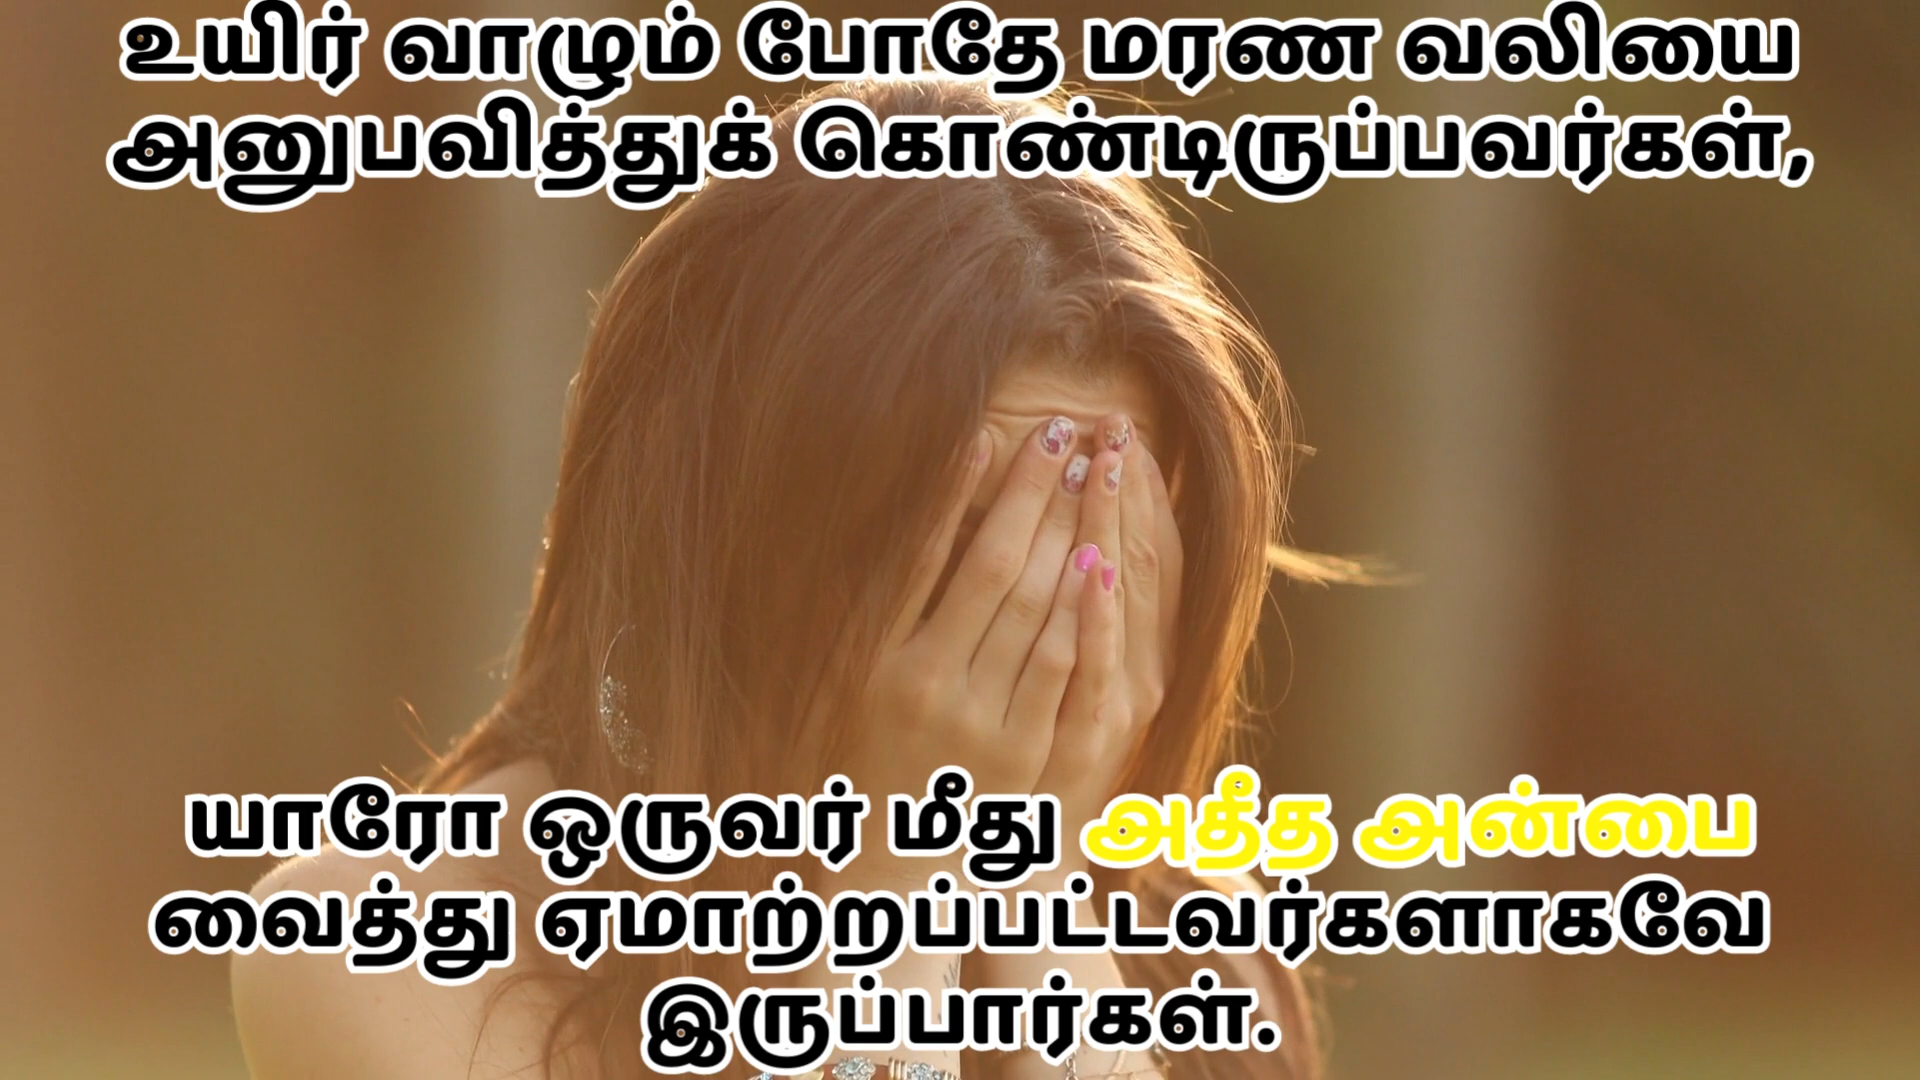 உயிர் வாழும் போதே மரண வலியை
அனுபவித்துக் கொண்டிருப்பவர்கள்,
யாரோ ஒருவர் மீது அதீத அன்பை
வைத்து ஏமாற்றப்பட்டவர்களாகவே
இருப்பார்கள்.